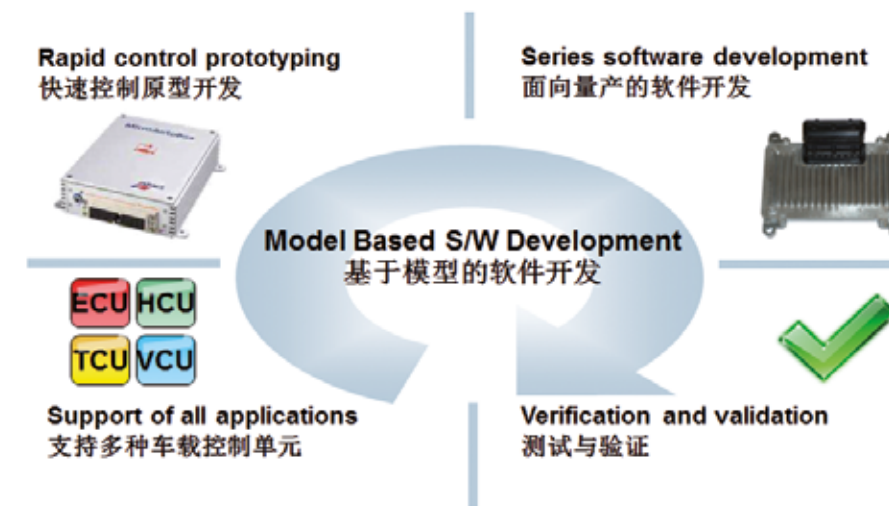 Rapid control prototyping
快速控制原型开发
Series software development
面向量产的软件开发
MicroAutoBox
Model Based S/W Development
基于模型的软件开发
ECU HCU
TCU VCU
Support of all applications
支持多种车载控制单元
Verification and validation
测试与验证